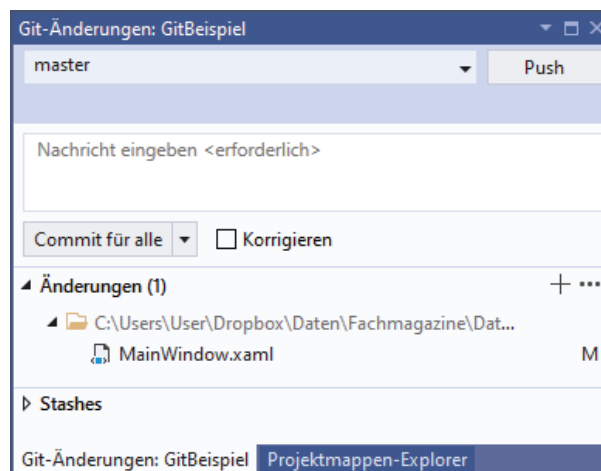 Git-Änderungen: GitBeispiel
master Push
Nachricht eingeben <erforderlich>
Commit für alle Korrigieren
Änderungen (1)
C:\Users\User\Dropbox\Daten\Fachmagazine\Dat...
MainWindow.xaml M
Stashes
Git-Änderungen: GitBeispiel Projektmappen-Explorer